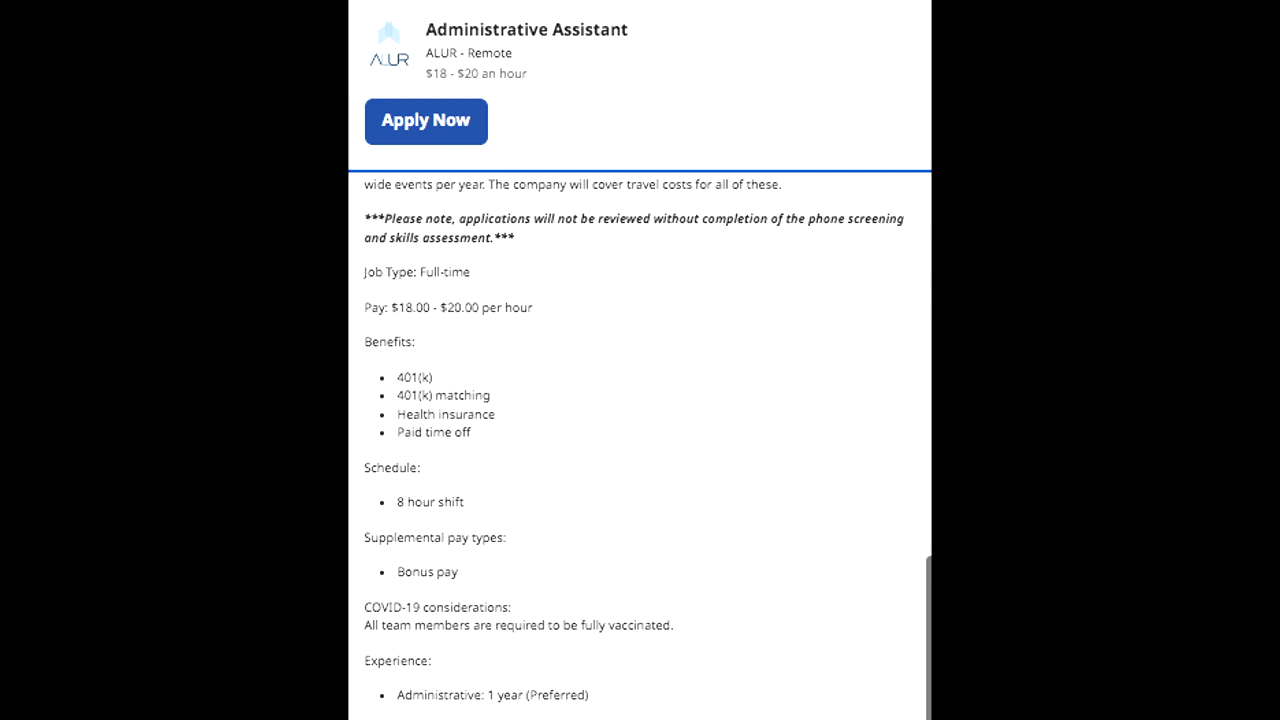 Administrative Assistant
ALUR
ALUR - Remote
$18 - $20 an hour
Apply Now
wide events per year. The company will cover travel costs for all of these.
***Please note, applications will not be reviewed without completion of the phone screening
and skills assessment.***
Job Type: Full-time
Pay: $18.00 - $20.00 per hour
Benefits:
• 401(k)
• 401(k) matching
• Health insurance
• Paid time off
Schedule:
• 8 hour shift
Supplemental pay types:
• Bonus pay
COVID-19 considerations:
All team members are required to be fully vaccinated.
Experience:
• Administrative: 1 year (Preferred)